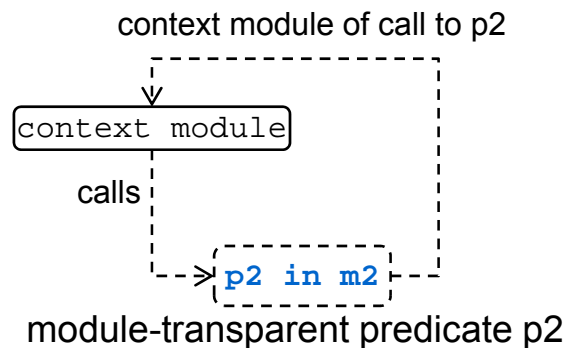 context module of call to p2
context module
calls
p2 in m2
module-transparent predicate p2